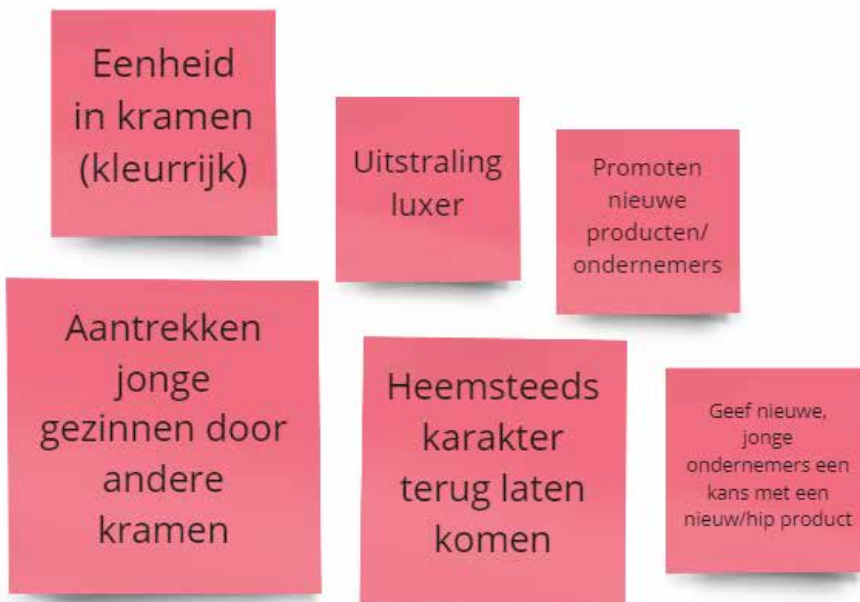 Eenheid
in kramen
(kleurrijk)
Uitstraling
luxer
Promoten
nieuwe
producten/
ondernemers
Aantrekken
jonge
gezinnen door
andere
kramen
Heemsteeds
karakter
terug laten
komen
Geef nieuwe,
jonge
ondernemers een
kans met een
nieuw/hip product